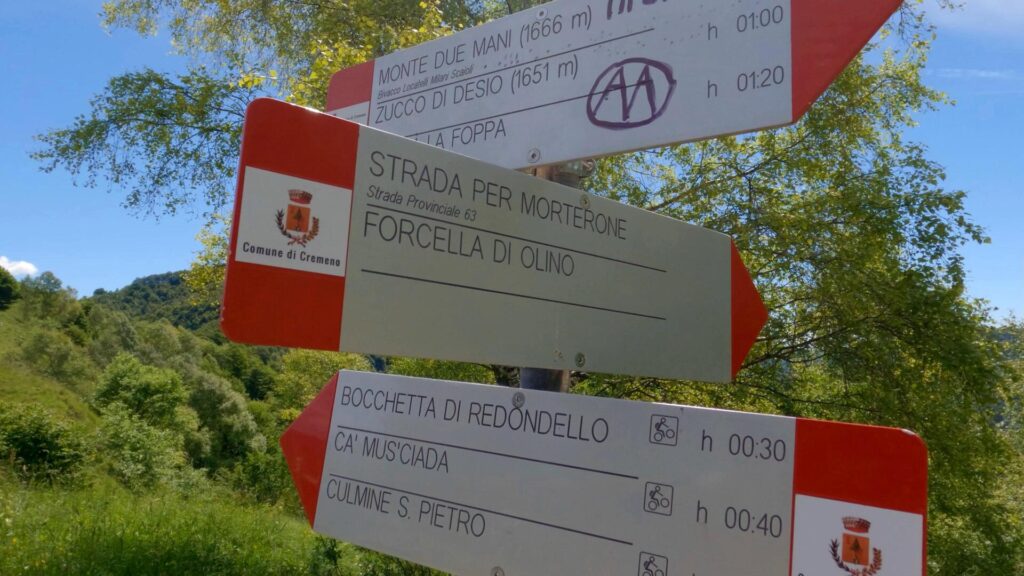 MONTE DUE MANI (1666 m) h 01:00
Bivacco Locatelli Milani Scaioli
ZUCCO DI DESIO (1651 m) h 01:20
LA FOPPA
AA
STRADA PER MORTERONE
Strada Provinciale 63
FORCELLA DI OLINO
Comune di Cremeno
BOCCHETTA DI REDONDELLO h 00:30
CA' MUS'CIADA h 00:40
CULMINE S. PIETRO